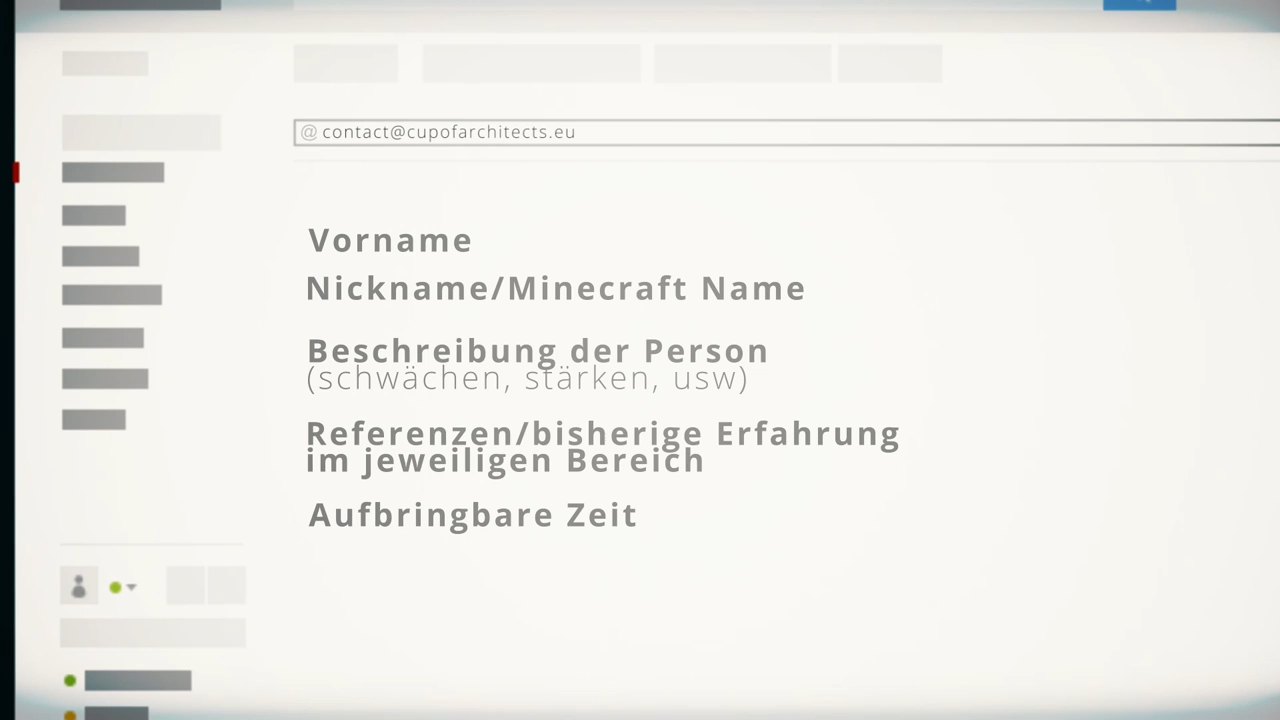 @ contact@cupofarchitects.eu
Vorname
Nickname/Minecraft Name
Beschreibung der Person
(schwächen, stärken, usw)
Referenzen/bisherige Erfahrung
im jeweiligen Bereich
Aufbringbare Zeit